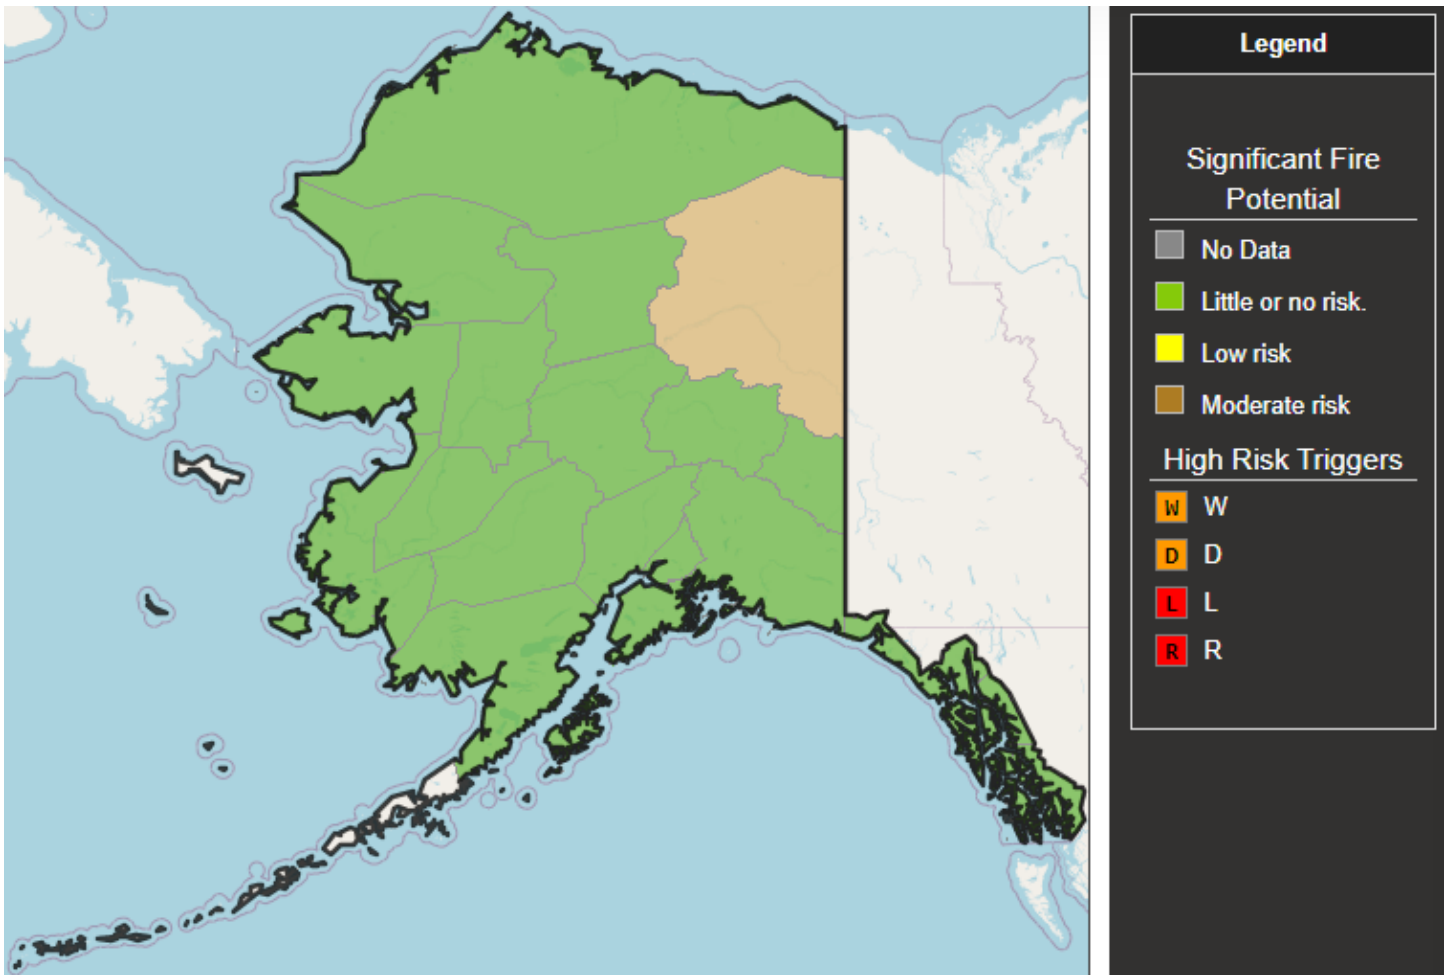 Legend
Significant Fire
Potential
No Data
Little or no risk.
Low risk
Moderate risk
High Risk Triggers
W W
D D
L L
R R